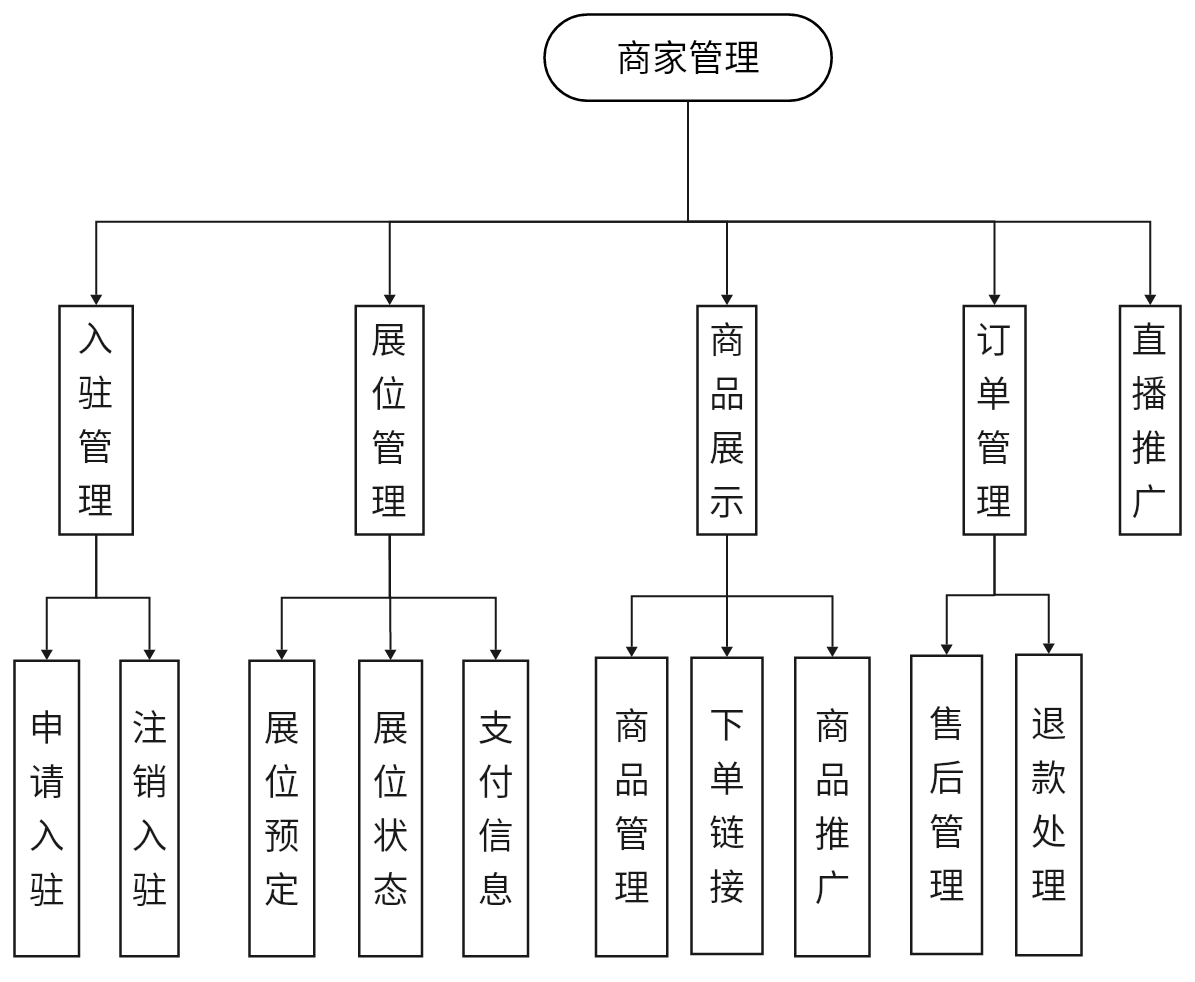 商家管理
入驻管理
展位管理
商品展示
订单管理
直播推广
申请入驻
注销入驻
展位预定
展位状态
支付信息
商品管理
下单链接
商品推广
售后管理
退款处理